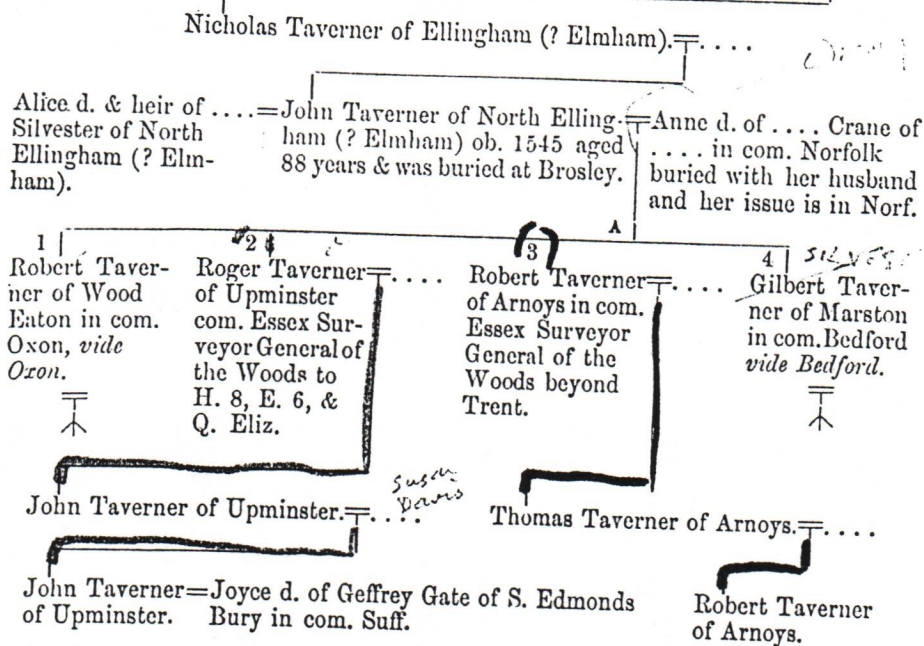 Nicholas Taverner of Ellingham (? Elmham).=....
Alice d. & heir of ....=
Silvester of North
Ellingham (? Elm-
ham).
John Taverner of North Elling-
ham (? Elmham) ob. 1545 aged
88 years & was buried at Brosley.
=Anne d. of .... Crane of
.... in com. Norfolk
buried with her husband
and her issue is in Norf.
A
1
Robert Taver-
ner of Wood
Eaton in com.
Oxon, vide
Oxon.
2
Roger Taverner=....
of Upminster
com. Essex Sur-
veyor General of
the Woods to
H. 8, E. 6, &
Q. Eliz.
3
Robert Taverner=....
of Arnoys in com.
Essex Surveyor
General of the
Woods beyond
Trent.
4
Gilbert Taver-
ner of Marston
in com. Bedford
vide Bedford.
John Taverner of Upminster.=....
Susan
Davis
Thomas Taverner of Arnoys.=....
John Taverner=Joyce d. of Geffrey Gate of S. Edmonds
of Upminster. Bury in com. Suff.
Robert Taverner
of Arnoys.